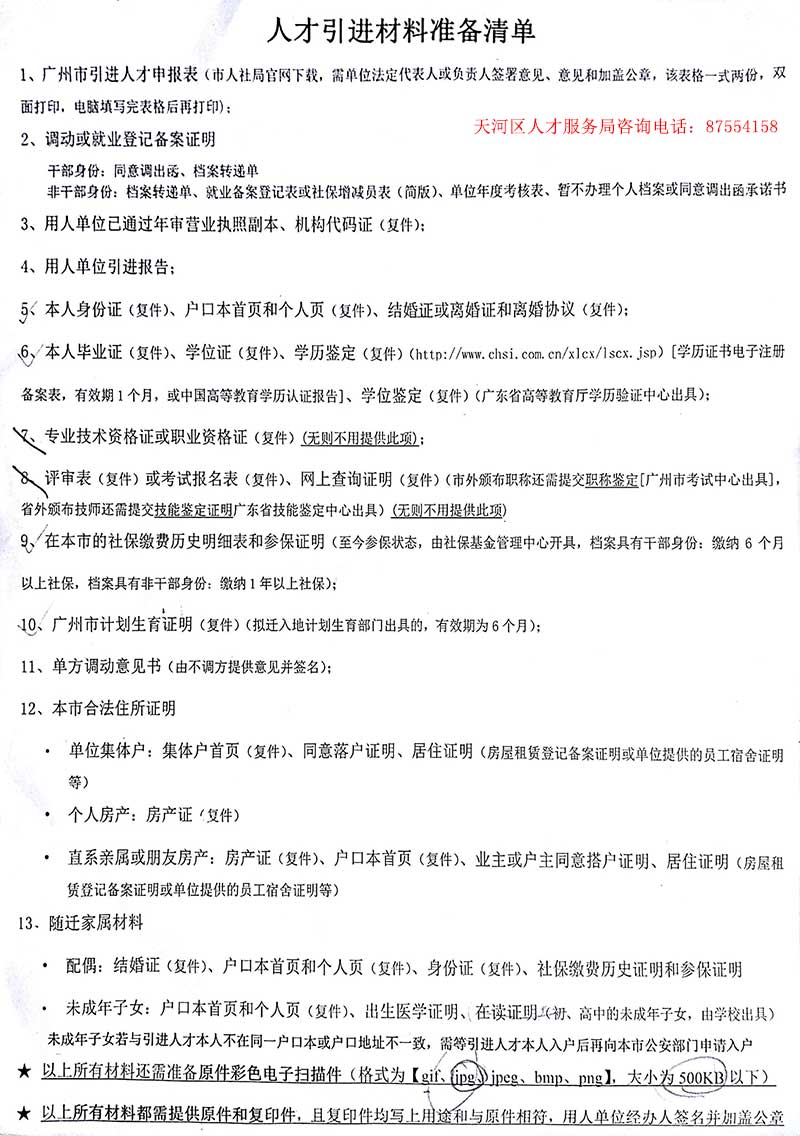 人才引进材料准备清单
1、广州市引进人才申报表（市人社局官网下载，需单位法定代表人或负责人签署意见、意见和加盖公章，该表格一式两份，双
面打印，电脑填写完表格后再打印）；
天河区人才服务局咨询电话：87554158
2、调动或就业登记备案证明
干部身份：同意调出函、档案转递单
非干部身份：档案转递单、就业备案登记表或社保增减员表（简版）、单位年度考核表、暂不办理个人档案或同意调出函承诺书
3、用人单位已通过年审营业执照副本、机构代码证（复件）；
4、用人单位引进报告；
5、本人身份证（复件）、户口本首页和个人页（复件）、结婚证或离婚证和离婚协议（复件）；
6、本人毕业证（复件）、学位证（复件）、学历鉴定（复件）（http://www.chsi.com.cn/xlcx/lscx.jsp）[学历证书电子注册
备案表，有效期1个月，或中国高等教育学历认证报告]、学位鉴定（复件）（广东省高等教育厅学历验证中心出具）；
7、专业技术资格证或职业资格证（复件）（无则不用提供此项）；
8、评审表（复件）或考试报名表（复件）、网上查询证明（复件）（市外颁布职称还需提交职称鉴定[广州市考试中心出具]，
省外颁布技师还需提交技能鉴定证明广东省技能鉴定中心出具）（无则不用提供此项）
9、在本市的社保缴费历史明细表和参保证明（至今参保状态，由社保基金管理中心开具，档案具有干部身份：缴纳 6 个月
以上社保，档案具有非干部身份：缴纳1年以上社保）；
10、广州市计划生育证明（复件）（拟迁入地计划生育部门出具的，有效期为6个月）；
11、单方调动意见书（由不调方提供意见并签名）；
12、本市合法住所证明
• 单位集体户：集体户首页（复件）、同意落户证明、居住证明（房屋租赁登记备案证明或单位提供的员工宿舍证明
等）
• 个人房产：房产证（复件）
• 直系亲属或朋友房产：房产证（复件）、户口本首页（复件）、业主或户主同意搭户证明、居住证明（房屋租
赁登记备案证明或单位提供的员工宿舍证明等）
13、随迁家属材料
• 配偶：结婚证（复件）、户口本首页和个人页（复件）、身份证（复件）、社保缴费历史证明和参保证明
• 未成年子女：户口本首页和个人页（复件）、出生医学证明、在读证明（初、高中的未成年子女，由学校出具）
未成年子女若与引进人才本人不在同一户口本或户口地址不一致，需等引进人才本人入户后再向本市公安部门申请入户
★ 以上所有材料还需准备原件彩色电子扫描件（格式为【gif、jpg、jpeg、bmp、png】，大小为500KB以下）
★ 以上所有材料都需提供原件和复印件，且复印件均写上用途和与原件相符，用人单位经办人签名并加盖公章